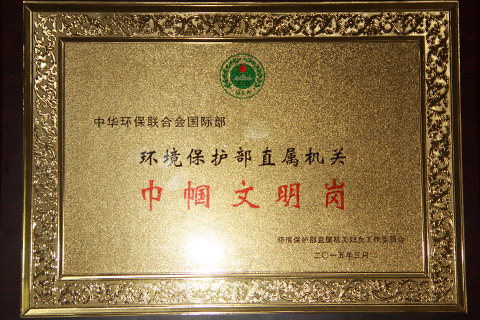 中华环保联合会国际部
环境保护部直属机关
巾帼文明岗
环境保护部直属机关妇女工作委员会
二〇一五年三月